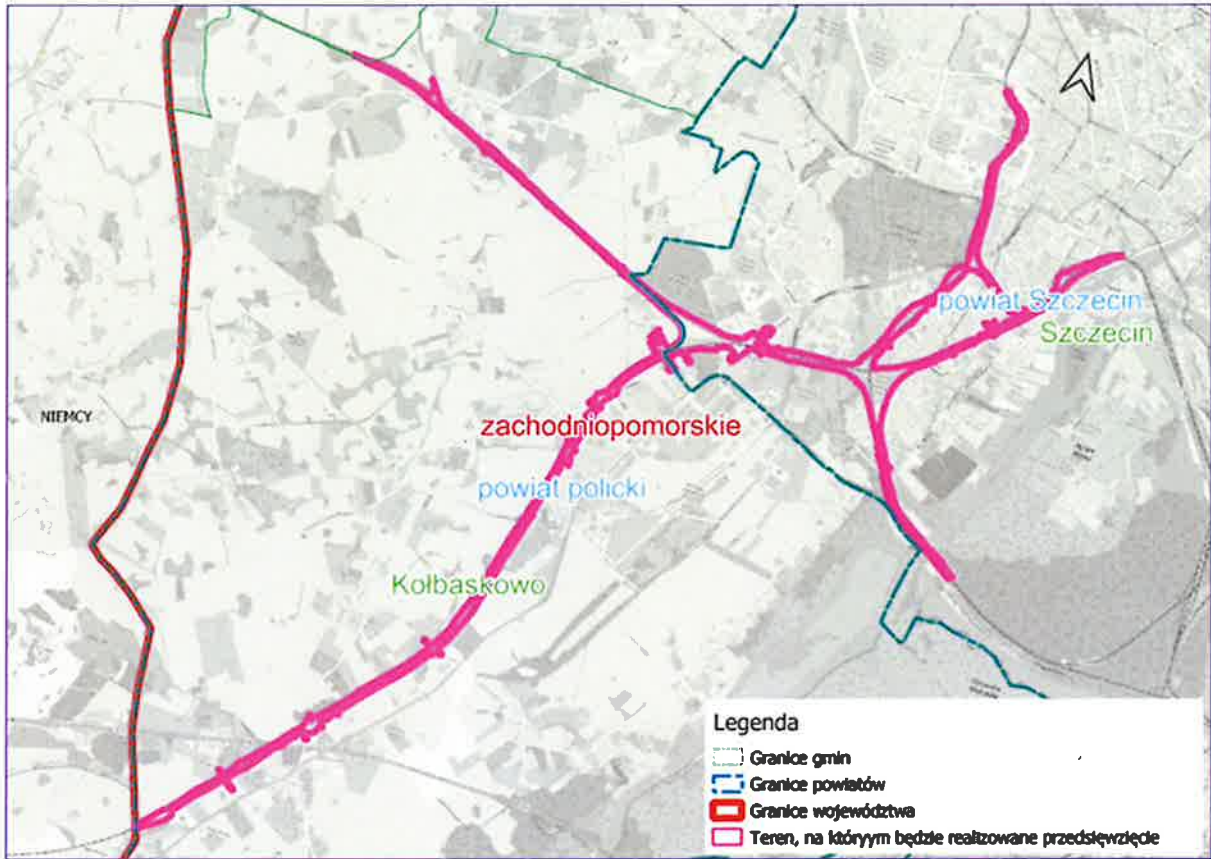 NIEMCY
powiat Szczecin
Szczecin
zachodniopomorskie
powiat policki
Kołbaskowo
Legenda
Granice gmin
Granice powiatów
Granice województwa
Teren, na któryym będzie realizowane przedsięwzięcie